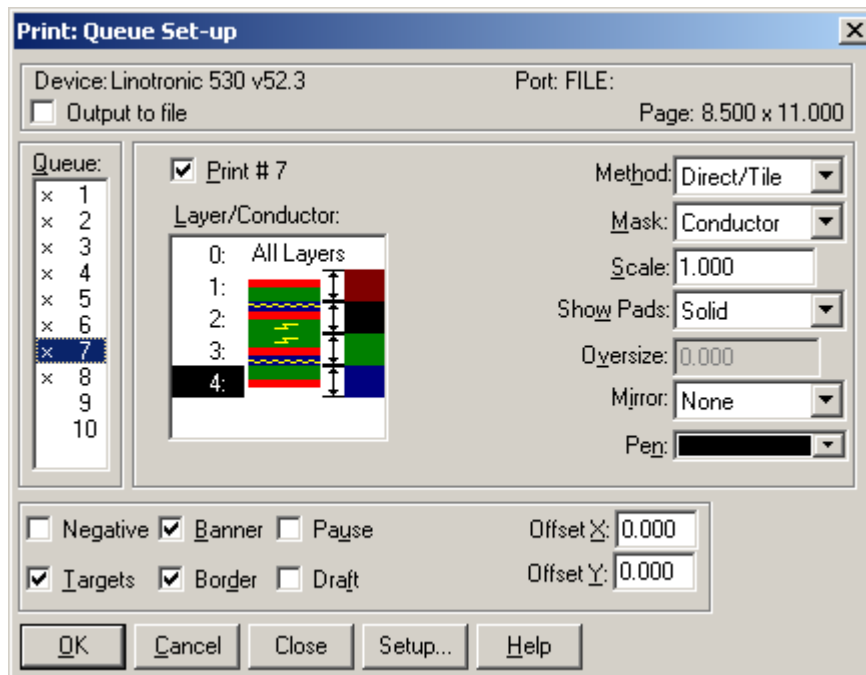 Print: Queue Set-up
Device: Linotronic 530 v52.3 Port: FILE:
Output to file Page: 8.500 x 11.000
Queue:
× 1
× 2
× 3
× 4
× 5
× 6
× 7
× 8
9
10
Print # 7
Layer/Conductor:
0: All Layers
1:
2:
3:
4:
Method: Direct/Tile
Mask: Conductor
Scale: 1.000
Show Pads: Solid
Oversize: 0.000
Mirror: None
Pen:
Negative Banner Pause Offset X: 0.000
Targets Border Draft Offset Y: 0.000
OK Cancel Close Setup... Help